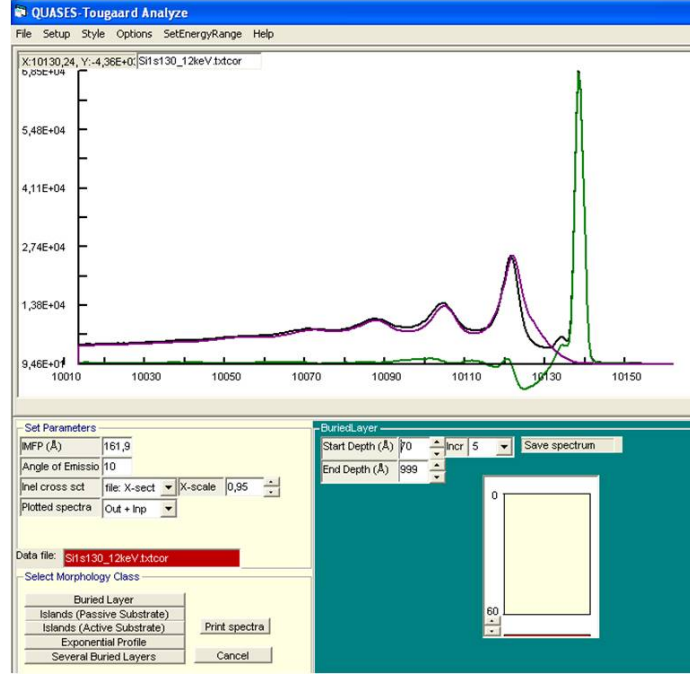 QUASES-Tougaard Analyze
File Setup Style Options SetEnergyRange Help
X:10130,24, Y:-4,36E+0 Si1s130_12keV.txtcor
6,85E+04
5,48E+04
4,11E+04
2,74E+04
1,38E+04
9,46E+01
10010 10030 10050 10070 10090 10110 10130 10150
Set Parameters
IMFP (Å) 161,9
Angle of Emissio 10
Inel cross sct file: X-sect X-scale 0,95
Plotted spectra Out + Inp
Data file: Si1s130_12keV.txtcor
Select Morphology Class
Buried Layer
Islands (Passive Substrate)
Islands (Active Substrate)
Exponential Profile
Several Buried Layers
Print spectra
Cancel
BuriedLayer
Start Depth (Å) 70 Incr 5 Save spectrum
End Depth (Å) 999
0
60